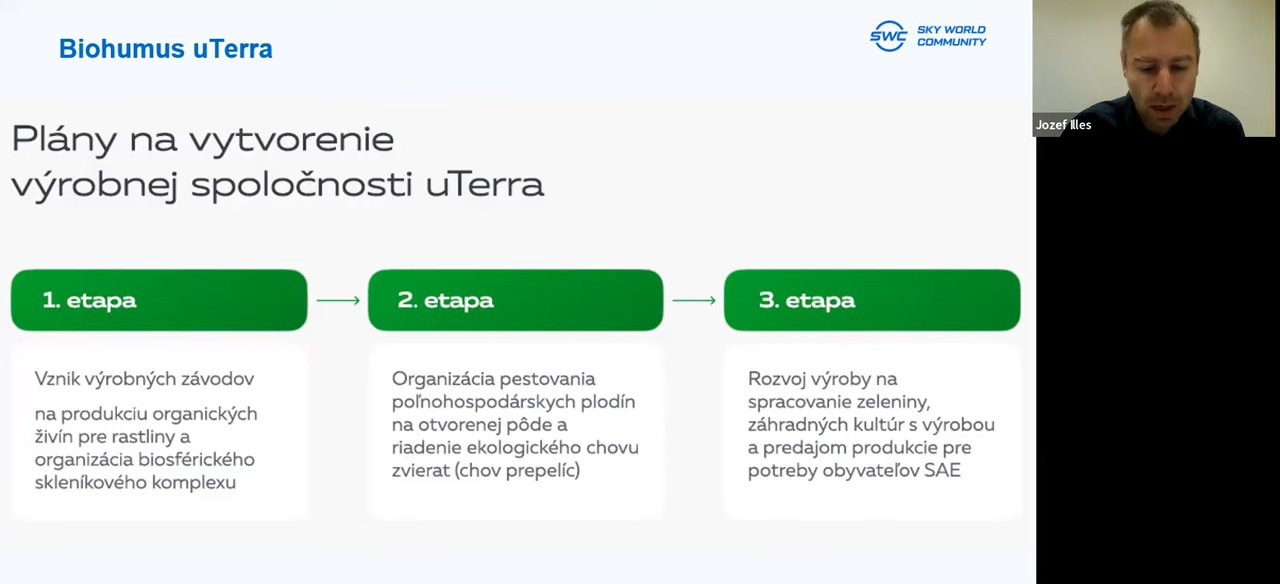 Biohumus uTerra
SWC
SKY WORLD
COMMUNITY
Jozef Illes
Plány na vytvorenie
výrobnej spoločnosti uTerra
1. etapa
Vznik výrobných závodov
na produkciu organických
živín pre rastliny a
organizácia biosférického
skleníkového komplexu
2. etapa
Organizácia pestovania
poľnohospodárskych plodín
na otvorenej pôde a
riadenie ekologického chovu
zvierat (chov prepelíc)
3. etapa
Rozvoj výroby na
spracovanie zeleniny,
záhradných kultúr s výrobou
a predajom produkcie pre
potreby obyvateľov SAE